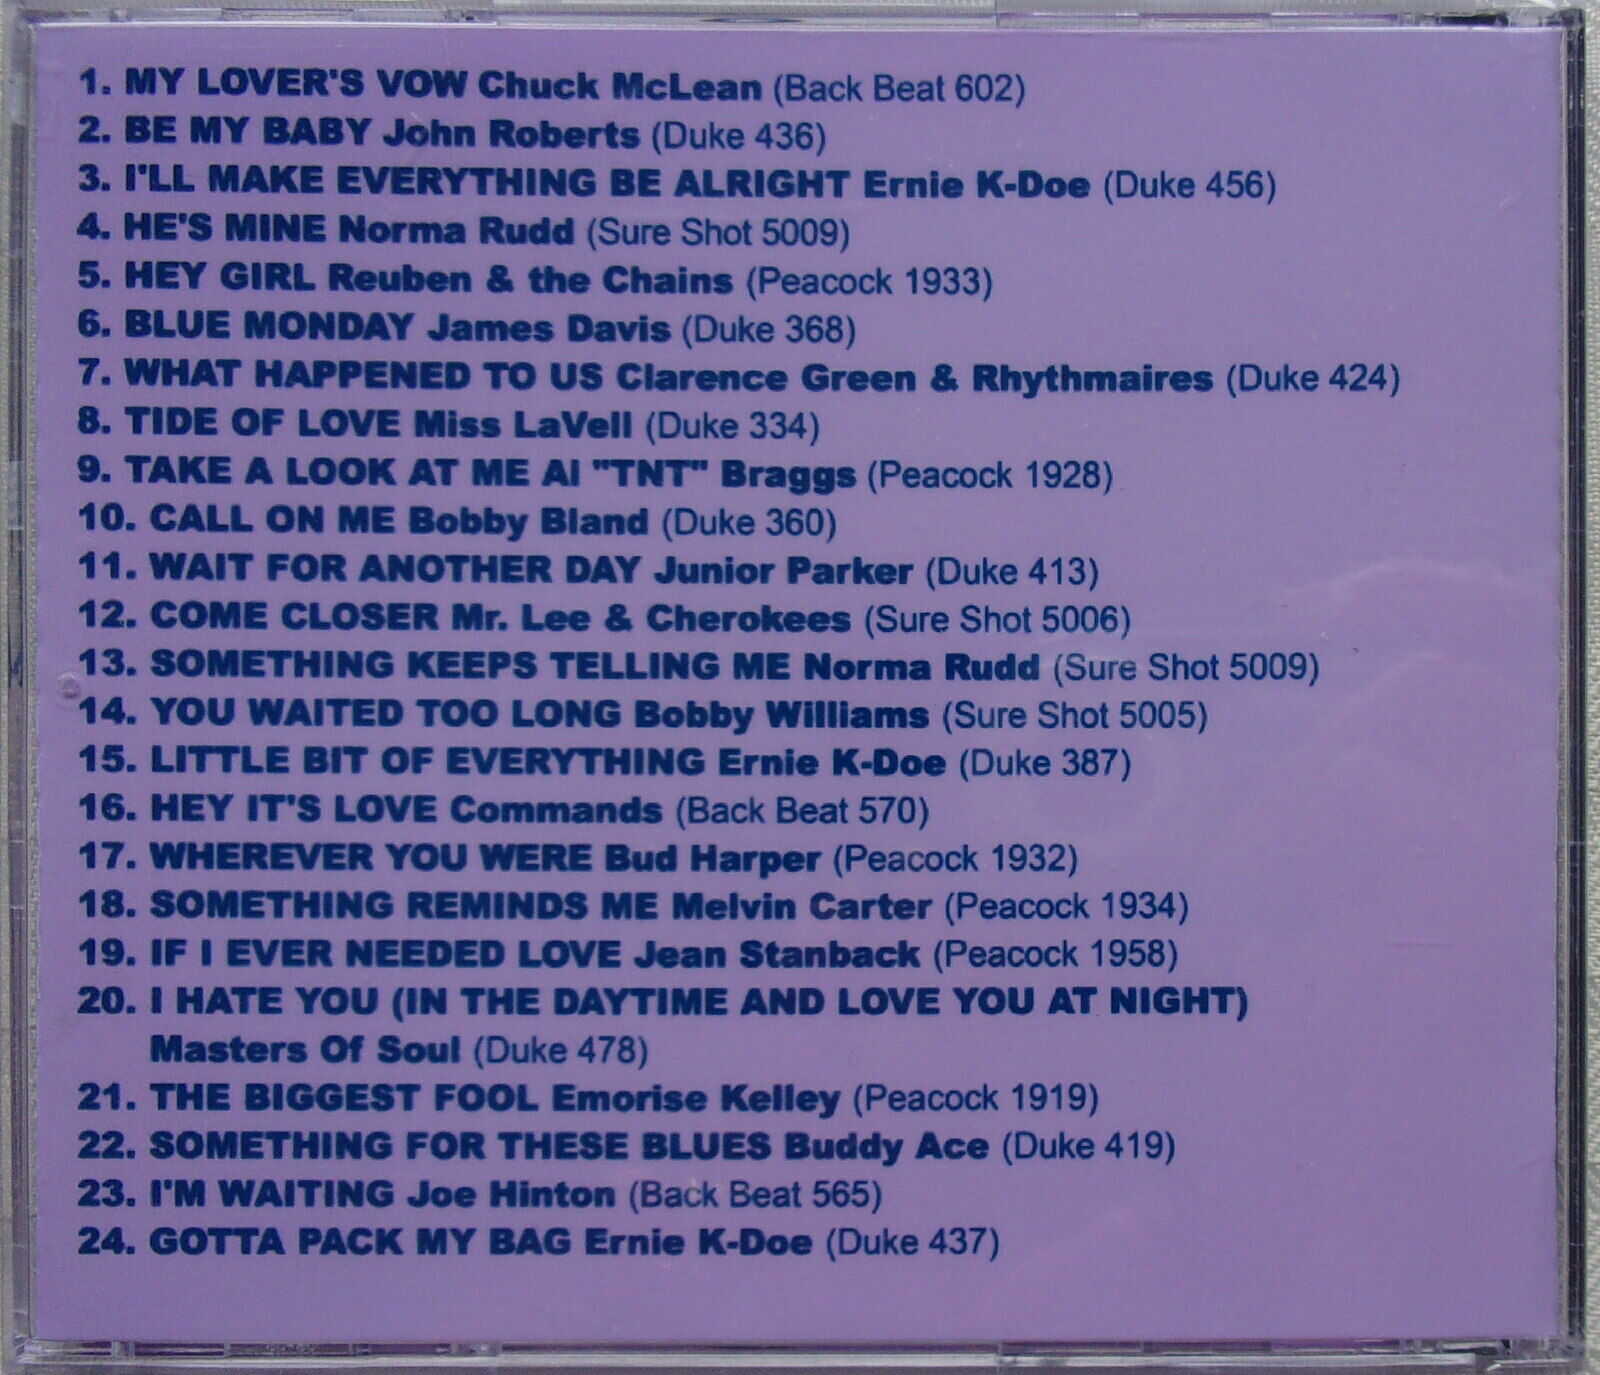 1. MY LOVER'S VOW Chuck McLean (Back Beat 602)
2. BE MY BABY John Roberts (Duke 436)
3. I'LL MAKE EVERYTHING BE ALRIGHT Ernie K-Doe (Duke 456)
4. HE'S MINE Norma Rudd (Sure Shot 5009)
5. HEY GIRL Reuben & the Chains (Peacock 1933)
6. BLUE MONDAY James Davis (Duke 368)
7. WHAT HAPPENED TO US Clarence Green & Rhythmaires (Duke 424)
8. TIDE OF LOVE Miss LaVell (Duke 334)
9. TAKE A LOOK AT ME Al "TNT" Braggs (Peacock 1928)
10. CALL ON ME Bobby Bland (Duke 360)
11. WAIT FOR ANOTHER DAY Junior Parker (Duke 413)
12. COME CLOSER Mr. Lee & Cherokees (Sure Shot 5006)
13. SOMETHING KEEPS TELLING ME Norma Rudd (Sure Shot 5009)
14. YOU WAITED TOO LONG Bobby Williams (Sure Shot 5005)
15. LITTLE BIT OF EVERYTHING Ernie K-Doe (Duke 387)
16. HEY IT'S LOVE Commands (Back Beat 570)
17. WHEREVER YOU WERE Bud Harper (Peacock 1932)
18. SOMETHING REMINDS ME Melvin Carter (Peacock 1934)
19. IF I EVER NEEDED LOVE Jean Stanback (Peacock 1958)
20. I HATE YOU (IN THE DAYTIME AND LOVE YOU AT NIGHT)
Masters Of Soul (Duke 478)
21. THE BIGGEST FOOL Emorise Kelley (Peacock 1919)
22. SOMETHING FOR THESE BLUES Buddy Ace (Duke 419)
23. I'M WAITING Joe Hinton (Back Beat 565)
24. GOTTA PACK MY BAG Ernie K-Doe (Duke 437)